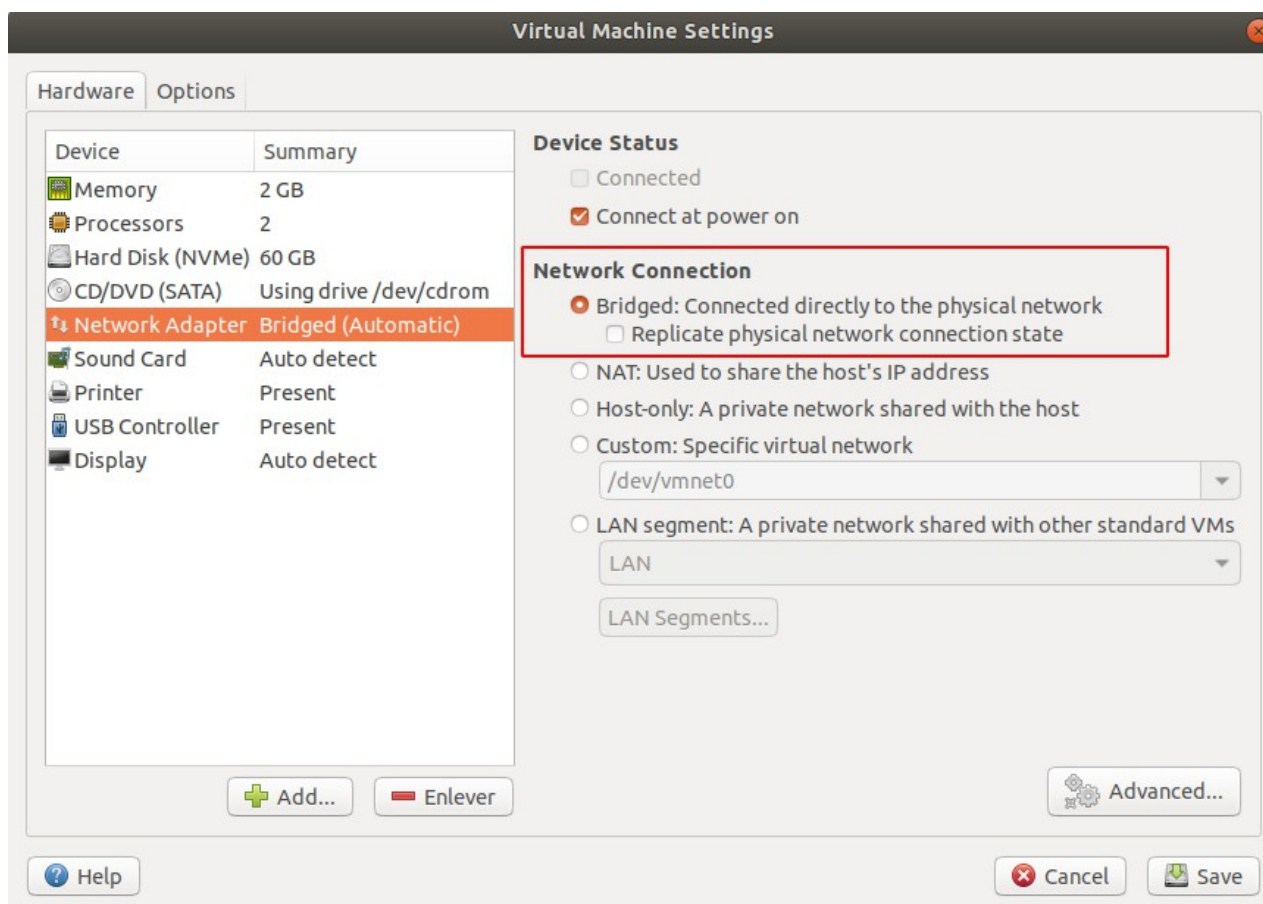 Virtual Machine Settings
Hardware Options
Device Summary
Memory 2 GB
Processors 2
Hard Disk (NVMe) 60 GB
CD/DVD (SATA) Using drive /dev/cdrom
Network Adapter Bridged (Automatic)
Sound Card Auto detect
Printer Present
USB Controller Present
Display Auto detect
Add... Enlever
Device Status
Connected
Connect at power on
Network Connection
Bridged: Connected directly to the physical network
Replicate physical network connection state
NAT: Used to share the host's IP address
Host-only: A private network shared with the host
Custom: Specific virtual network
/dev/vmnet0
LAN segment: A private network shared with other standard VMs
LAN
LAN Segments...
Advanced...
Help Cancel Save